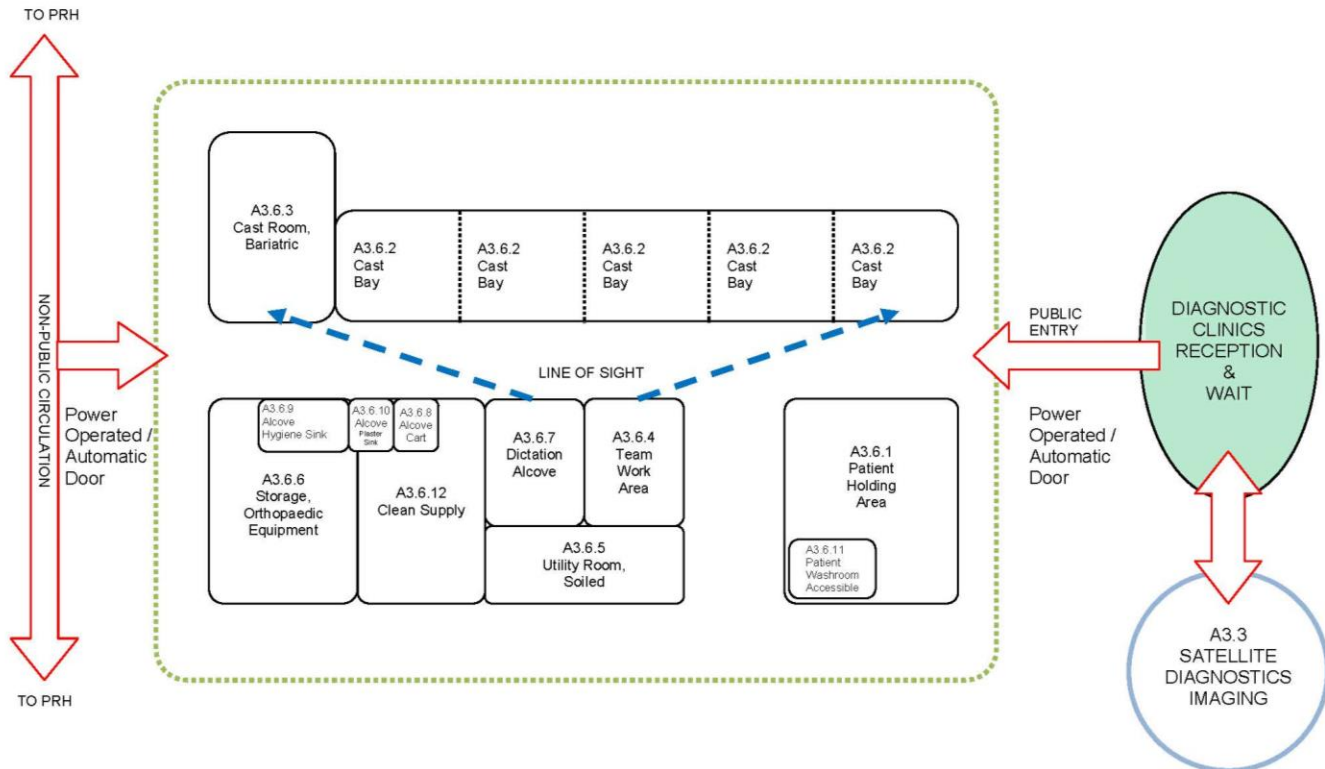 TO PRH
NON-PUBLIC CIRCULATION
TO PRH
Power
Operated /
Automatic
Door
A3.6.3
Cast Room,
Bariatric
A3.6.2
Cast
Bay
A3.6.2
Cast
Bay
A3.6.2
Cast
Bay
A3.6.2
Cast
Bay
A3.6.2
Cast
Bay
LINE OF SIGHT
A3.6.9
Alcove
Hygiene Sink
A3.6.10
Alcove
Plaster
Sink
A3.6.8
Alcove
Cart
A3.6.6
Storage,
Orthopaedic
Equipment
A3.6.12
Clean Supply
A3.6.7
Dictation
Alcove
A3.6.4
Team
Work
Area
A3.6.5
Utility Room,
Soiled
A3.6.1
Patient
Holding
Area
A3.6.11
Patient
Washroom
Accessible
PUBLIC
ENTRY
Power
Operated /
Automatic
Door
DIAGNOSTIC
CLINICS
RECEPTION
&
WAIT
A3.3
SATELLITE
DIAGNOSTICS
IMAGING